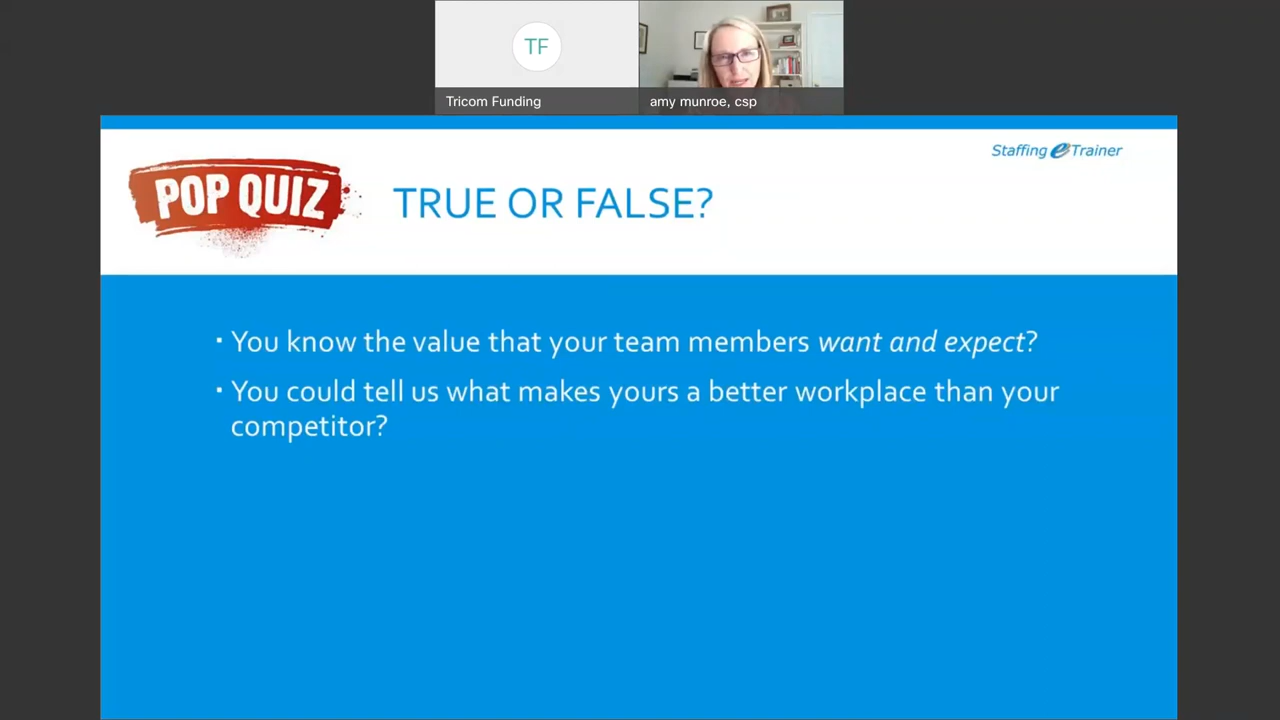 TF
Tricom Funding
amy munroe, csp
Staffing eTrainer
POP QUIZ
TRUE OR FALSE?
▪ You know the value that your team members want and expect?
▪ You could tell us what makes yours a better workplace than your
competitor?